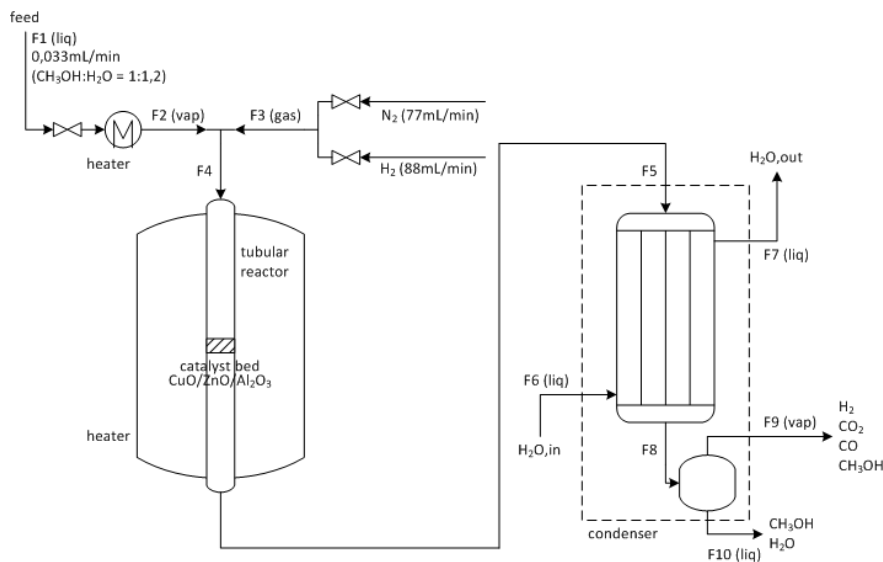 feed
F1 (liq)
0,033mL/min
(CH₃OH:H₂O = 1:1,2)
F2 (vap)
F3 (gas)
N₂ (77mL/min)
H₂ (88mL/min)
heater
M
F4
F5
H₂O,out
F7 (liq)
tubular
reactor
catalyst bed
CuO/ZnO/Al₂O₃
heater
F6 (liq)
H₂O,in
F8
F9 (vap)
H₂
CO₂
CO
CH₃OH
condenser
F10 (liq)
CH₃OH
H₂O